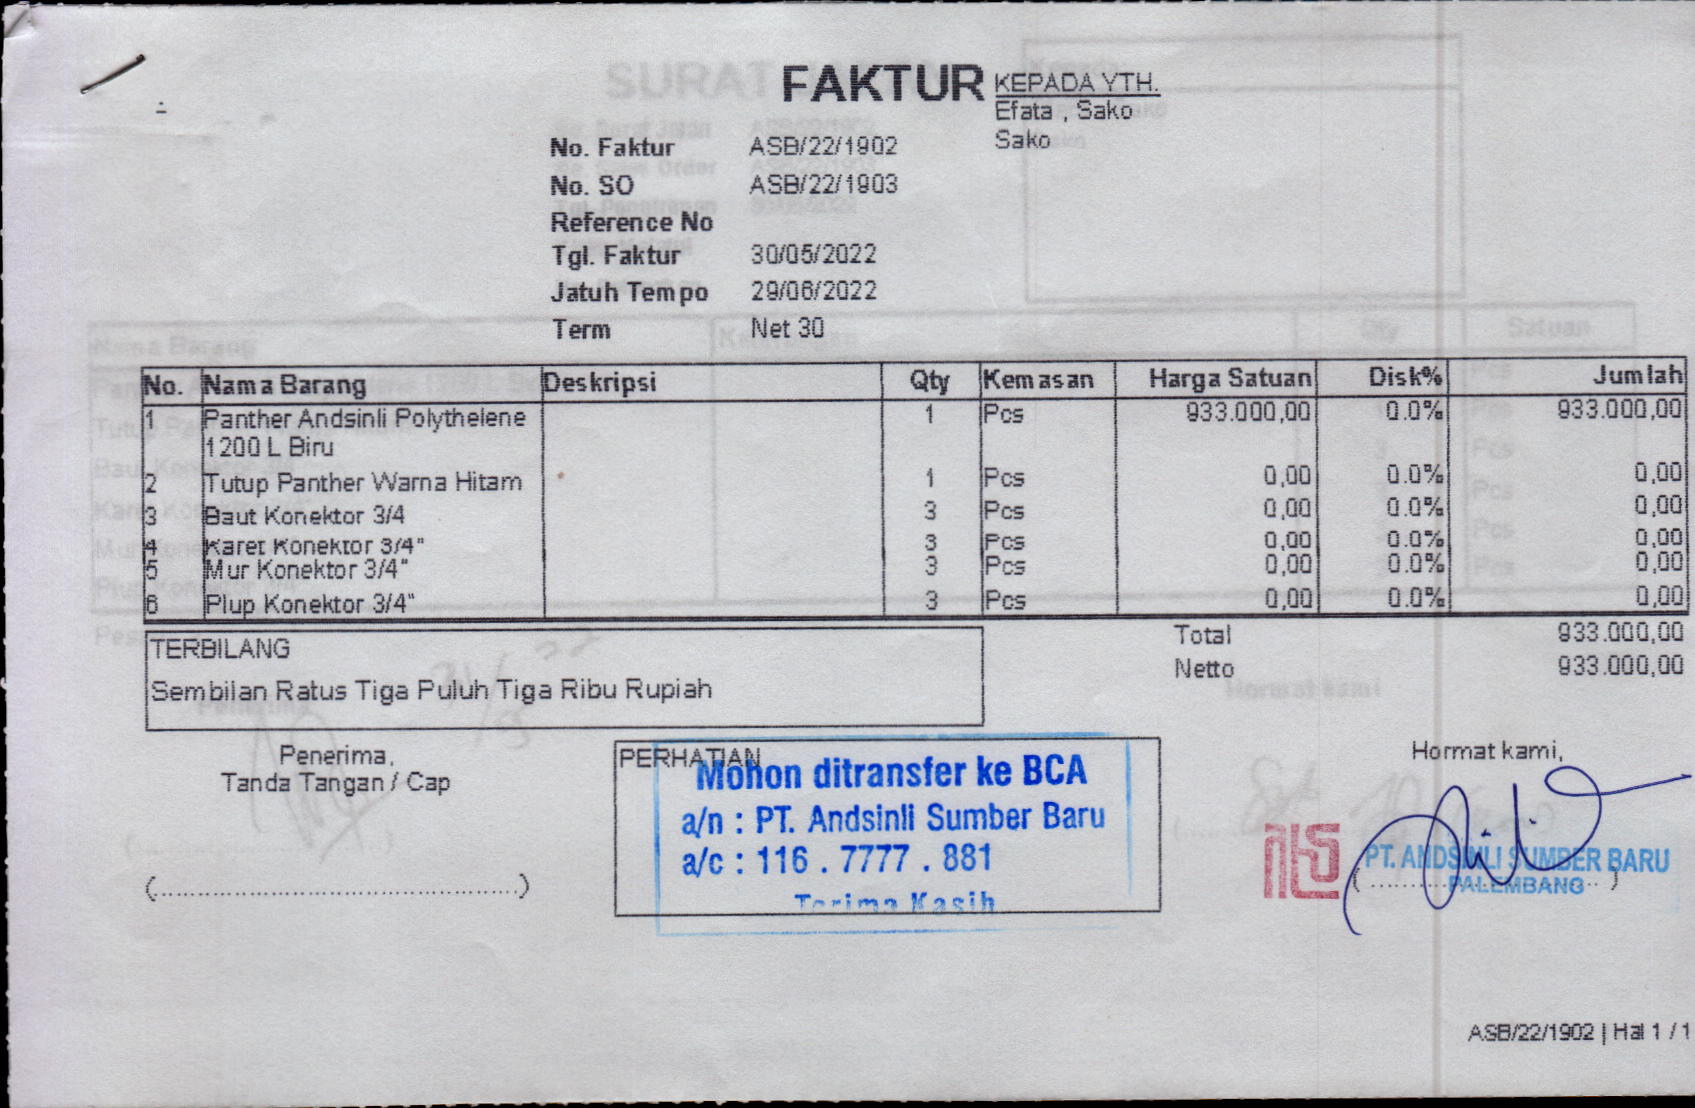 FAKTUR
KEPADA YTH.
Efata , Sako
Sako
No. Faktur ASB/22/1902
No. SO ASB/22/1903
Reference No
Tgl. Faktur 30/05/2022
Jatuh Tempo 29/06/2022
Term Net 30
No. Nama Barang Deskripsi Qty Kemasan Harga Satuan Disk% Jumlah
1 Panther Andsinli Polythelene 1 Pcs 933.000,00 0.0% 933.000,00
1200 L Biru
2 Tutup Panther Warna Hitam 1 Pcs 0,00 0.0% 0,00
3 Baut Konektor 3/4 3 Pcs 0,00 0.0% 0,00
4 Karet Konektor 3/4" 3 Pcs 0,00 0.0% 0,00
5 Mur Konektor 3/4" 3 Pcs 0,00 0.0% 0,00
6 Plup Konektor 3/4" 3 Pcs 0,00 0.0% 0,00
Total 933.000,00
Netto 933.000,00
TERBILANG
Sembilan Ratus Tiga Puluh Tiga Ribu Rupiah
Penerima,
Tanda Tangan / Cap
(................................................)
PERHATIAN
Mohon ditransfer ke BCA
a/n : PT. Andsinli Sumber Baru
a/c : 116 . 7777 . 881
Terima Kasih
Hormat kami,
PT. ANDSINLI SUMBER BARU
PALEMBANG
ASB/22/1902 | Hal 1 / 1